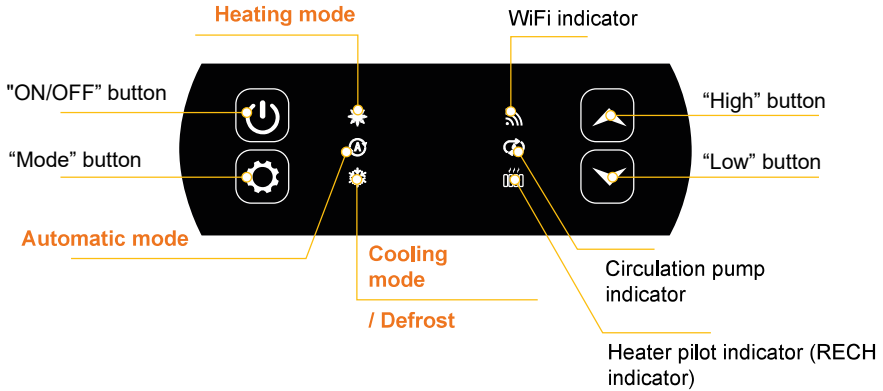 Heating mode
WiFi indicator
"ON/OFF” button
“High” button
“Mode” button
A
“Low” button
Automatic mode
Cooling
mode
/ Defrost
Circulation pump
indicator
Heater pilot indicator (RECH
indicator)